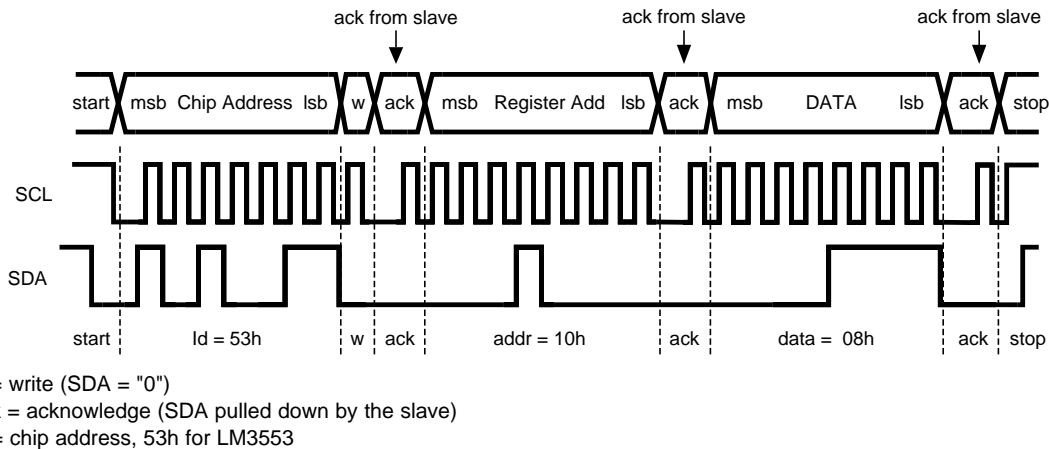 ack from slave ack from slave ack from slave
start msb Chip Address lsb w ack msb Register Add lsb ack msb DATA lsb ack stop
SCL
SDA
start Id = 53h w ack addr = 10h ack data = 08h ack stop
= write (SDA = "0")
= acknowledge (SDA pulled down by the slave)
= chip address, 53h for LM3553